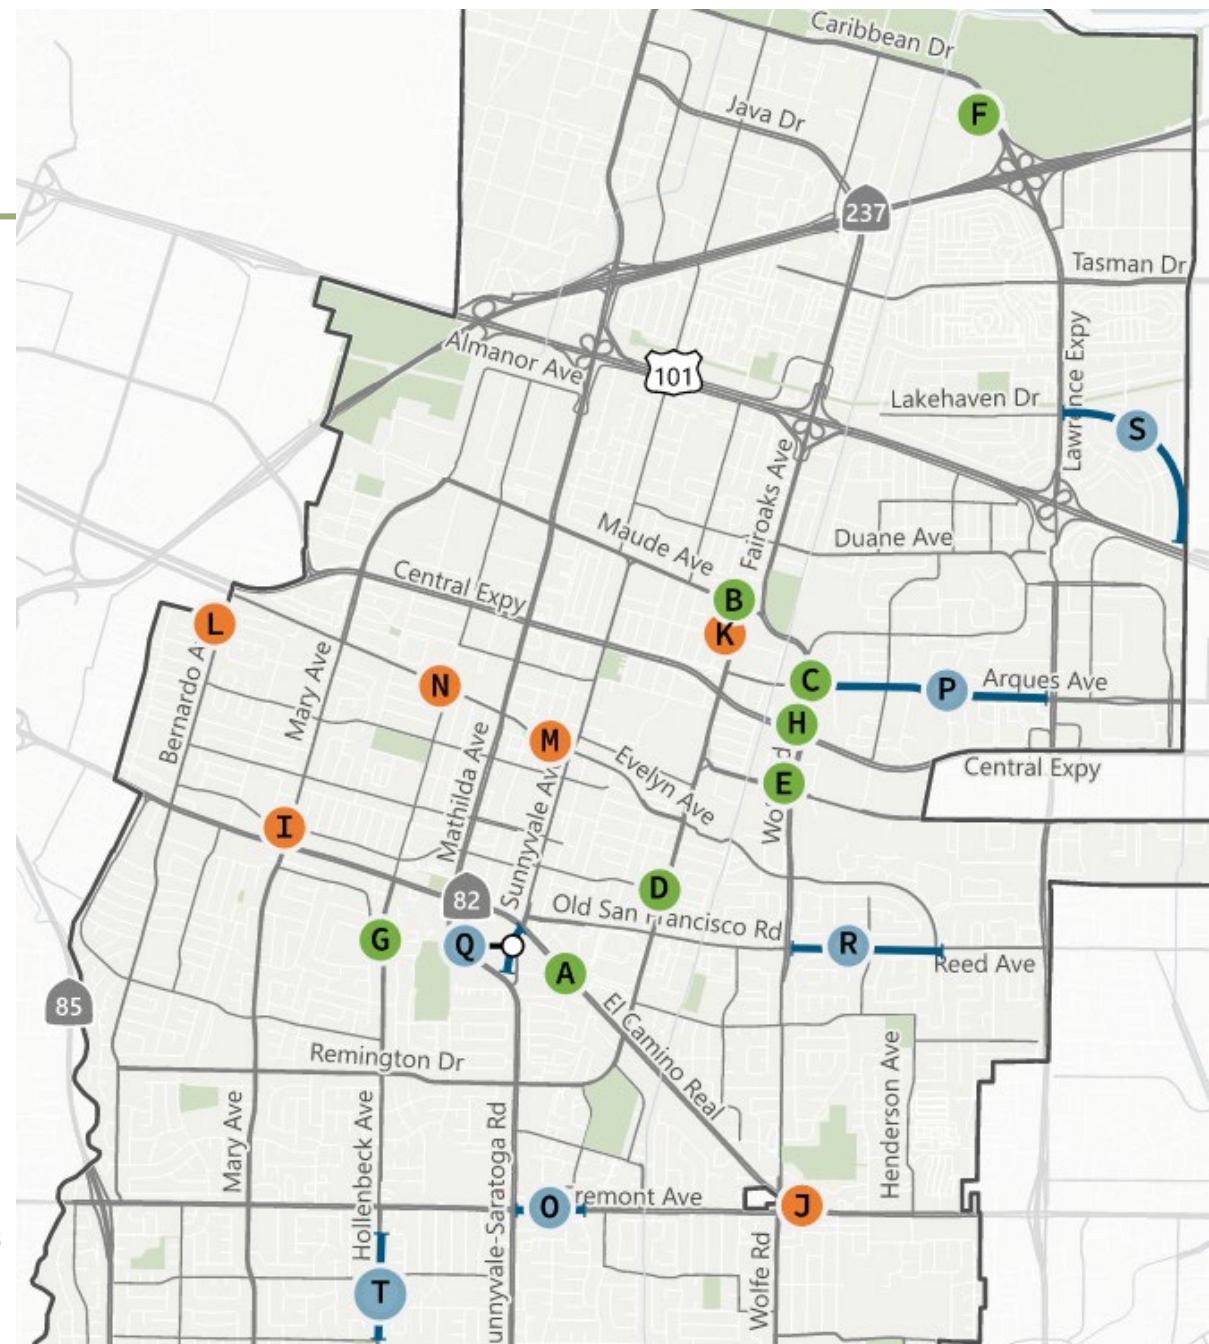 Caribbean Dr
F
Java Dr
237
Tasman Dr
Almanor Ave
101
Lawrence Expy
Lakehaven Dr
S
Fairoaks Ave
Maude Ave
Duane Ave
Central Expy
B
L
K
Bernardo A
Mary Ave
N
C
P
Arques Ave
M
H
Mathilda Ave
Evelyn Ave
Central Expy
E
Wo
I
Sunnyvale Av
82
D
Old San Francisco Rd
G
Q
R
A
Reed Ave
85
El Camino Real
Remington Dr
Henderson Ave
Mary Ave
Hollenbeck Ave
unnyvale-Saratoga Rd
O
remont Ave
J
Wolfe Rd
T